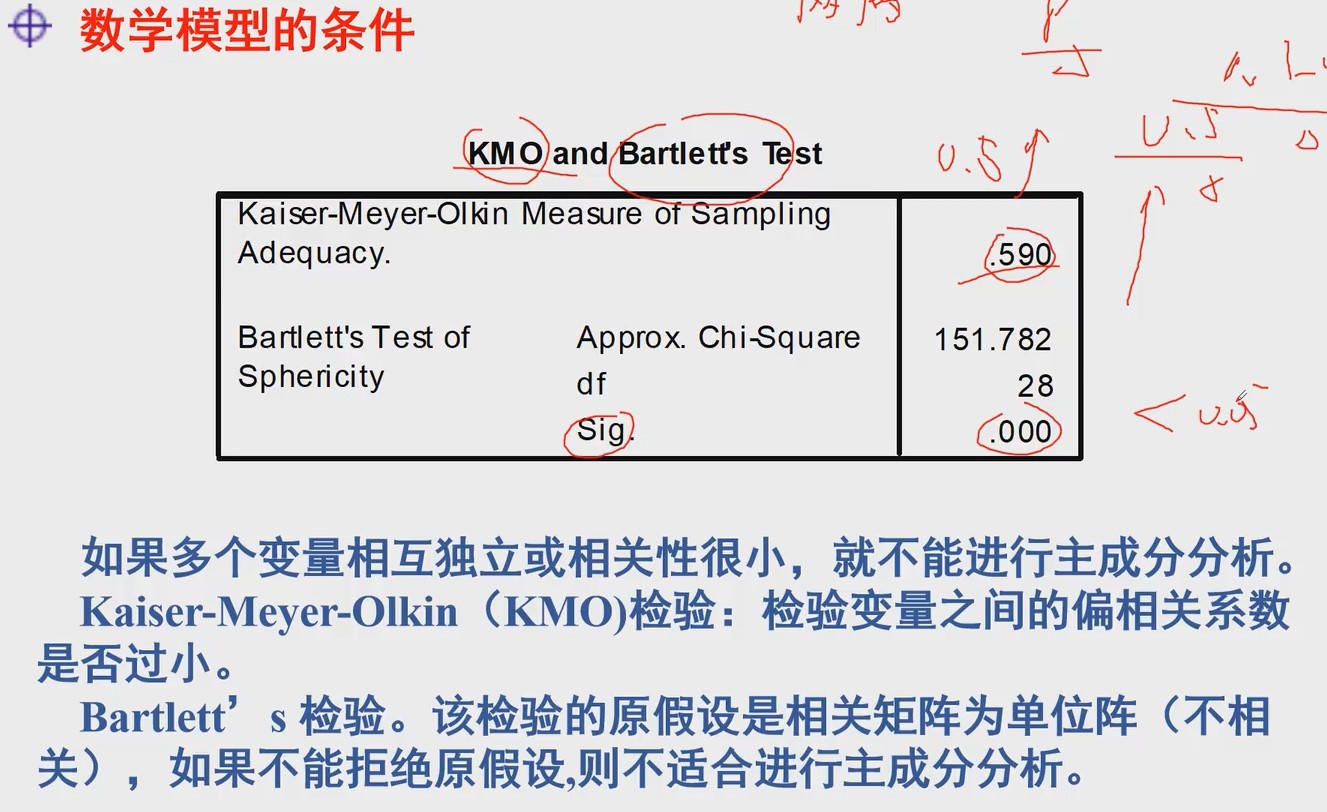 数学模型的条件
KMO and Bartlett's Test
0.5
0.5
Kaiser-Meyer-Olkin Measure of Sampling
Adequacy.
.590
Bartlett's Test of
Sphericity
Approx. Chi-Square
151.782
df
28
Sig.
.000
< 0.05
如果多个变量相互独立或相关性很小，就不能进行主成分分析。
Kaiser-Meyer-Olkin（KMO)检验：检验变量之间的偏相关系数
是否过小。
Bartlett’s 检验。该检验的原假设是相关矩阵为单位阵（不相
关），如果不能拒绝原假设,则不适合进行主成分分析。